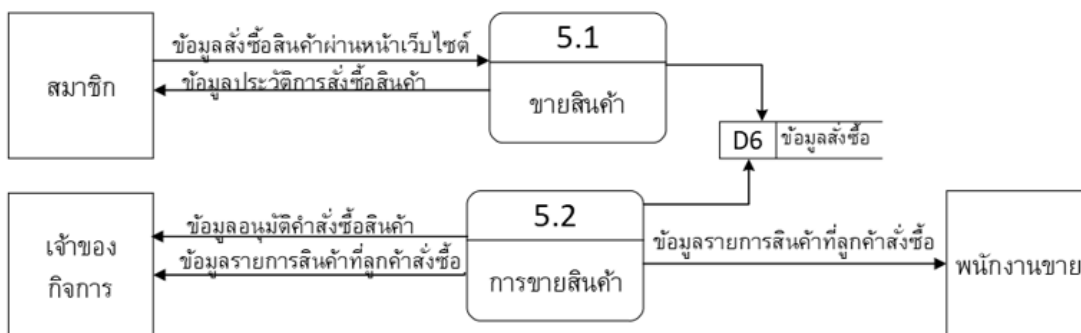 ข้อมูลสั่งซื้อสินค้าผ่านหน้าเว็บไซต์
5.1
สมาชิก
ข้อมูลประวัติการสั่งซื้อสินค้า
ขายสินค้า
D6 ข้อมูลสั่งซื้อ
5.2
ข้อมูลอนุมัติคำสั่งซื้อสินค้า
เจ้าของ
กิจการ
ข้อมูลรายการสินค้าที่ลูกค้าสั่งซื้อ
การขายสินค้า
ข้อมูลรายการสินค้าที่ลูกค้าสั่งซื้อ
พนักงานขาย